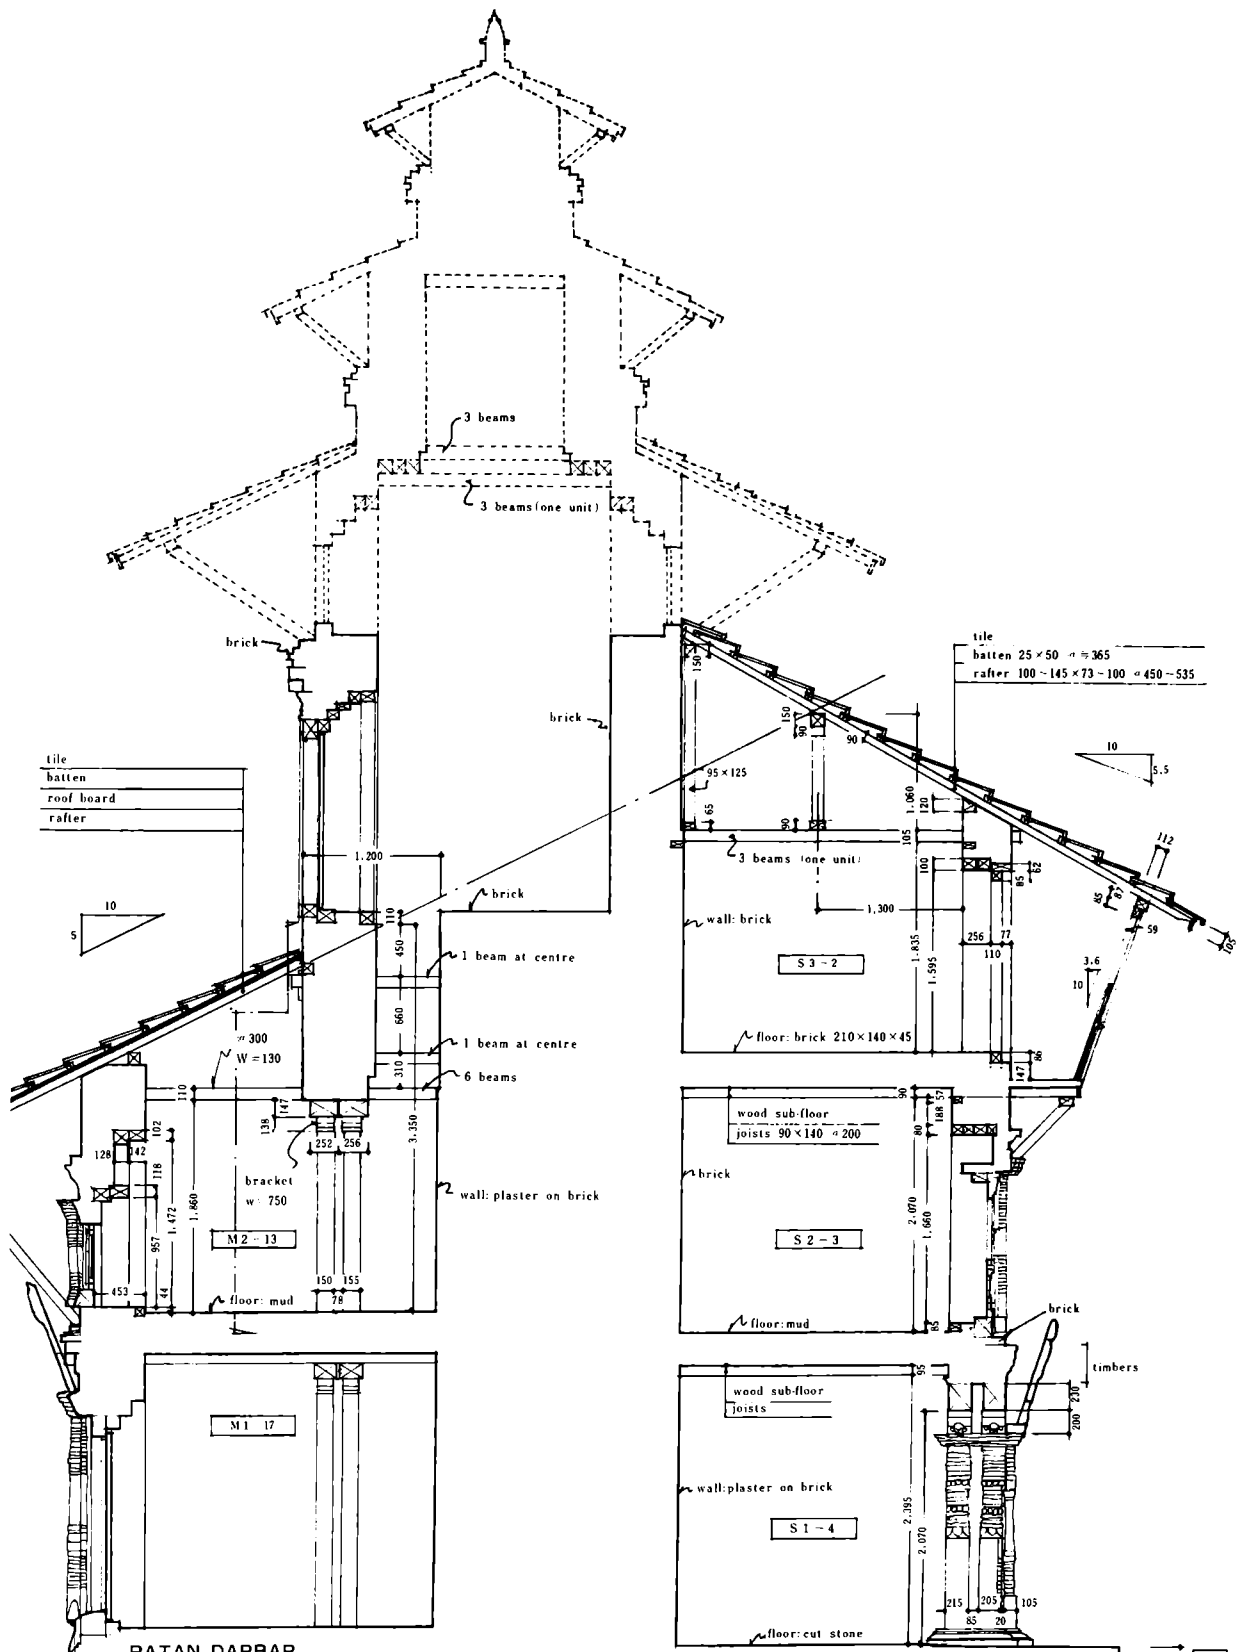 3 beams
3 beams (one unit)
brick
tile
batten 25×50 @≒365
rafter 100~145×73~100 @450~535
150
brick
150
90
90
10
5.5
tile
batten
roof board
rafter
95×125
65
90
1.060
120
105
112
1,200
3 beams (one unit)
100
85
62
85
87
59
105
10
5
110
brick
1,300
wall: brick
450
1 beam at centre
256
77
110
1.835
1.595
3.6
10
S3-2
660
@300
W=130
1 beam at centre
floor: brick 210×140×45
86
310
6 beams
147
110
147
138
90
57
188
80
wood sub-floor
joists 90×140 @200
102
128
142
118
252
256
3.350
bracket
w=750
brick
wall: plaster on brick
1.860
1.472
957
2.070
1.660
M2-13
S2-3
453
44
150
155
78
floor: mud
85
floor: mud
brick
timbers
95
wood sub-floor
joists
230
200
M1 17
wall: plaster on brick
2.395
2.070
S1-4
215
205
105
85
20
floor: cut stone
PATAN DARBAR